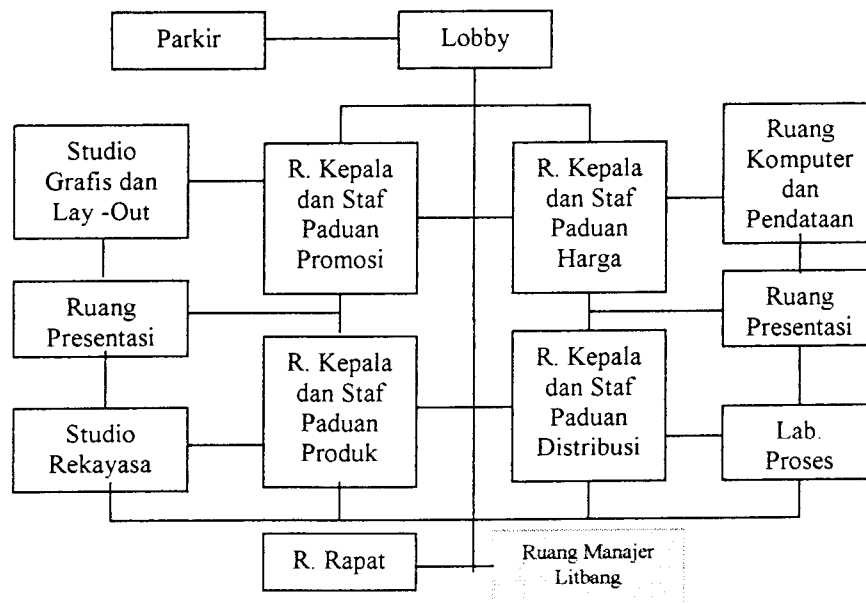 Parkir
Lobby
Studio
Grafis dan
Lay -Out
R. Kepala
dan Staf
Paduan
Promosi
R. Kepala
dan Staf
Paduan
Harga
Ruang
Komputer
dan
Pendataan
Ruang
Presentasi
Ruang
Presentasi
R. Kepala
dan Staf
Paduan
Produk
R. Kepala
dan Staf
Paduan
Distribusi
Studio
Rekayasa
Lab.
Proses
R. Rapat
Ruang Manajer
Litbang